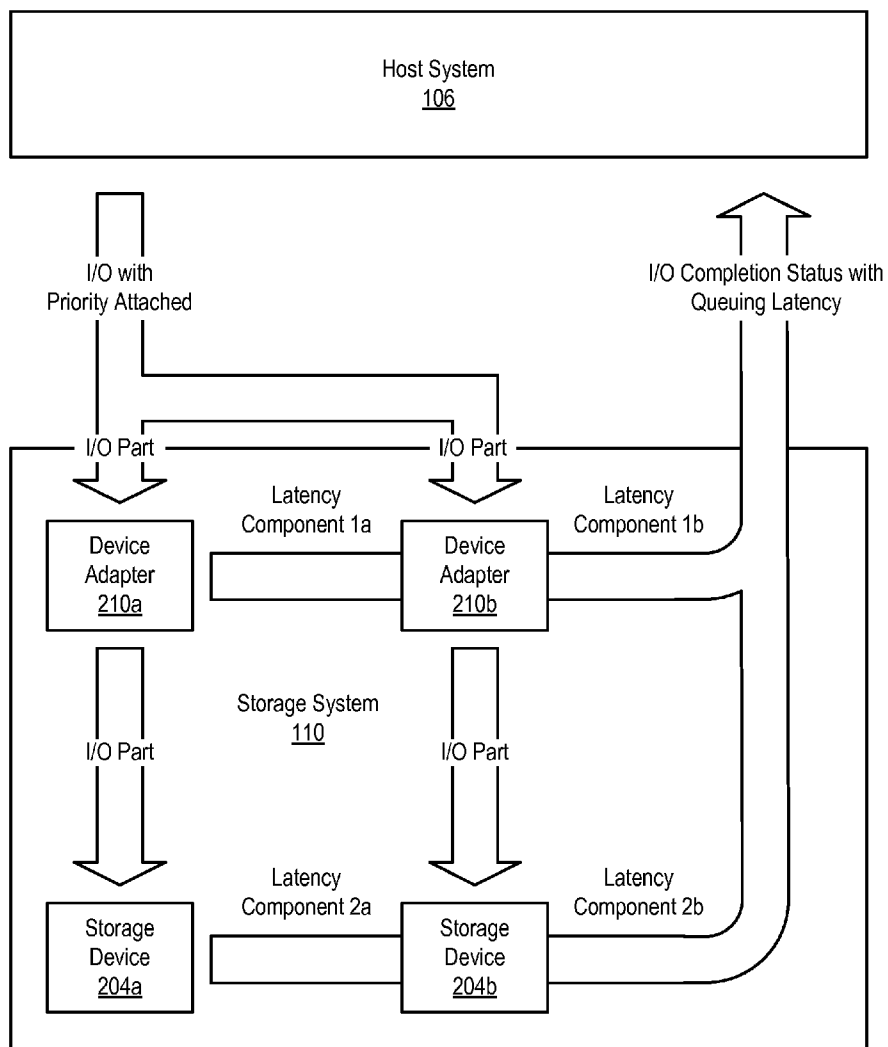 Host System
106
I/O with
Priority Attached
I/O Completion Status with
Queuing Latency
I/O Part
I/O Part
Latency
Component 1a
Latency
Component 1b
Device
Adapter
210a
Device
Adapter
210b
Storage System
110
I/O Part
I/O Part
Latency
Component 2a
Latency
Component 2b
Storage
Device
204a
Storage
Device
204b